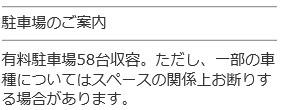 駐車場のご案内
有料駐車場58台収容。ただし、一部の車
種についてはスペースの関係上お断りす
る場合があります。